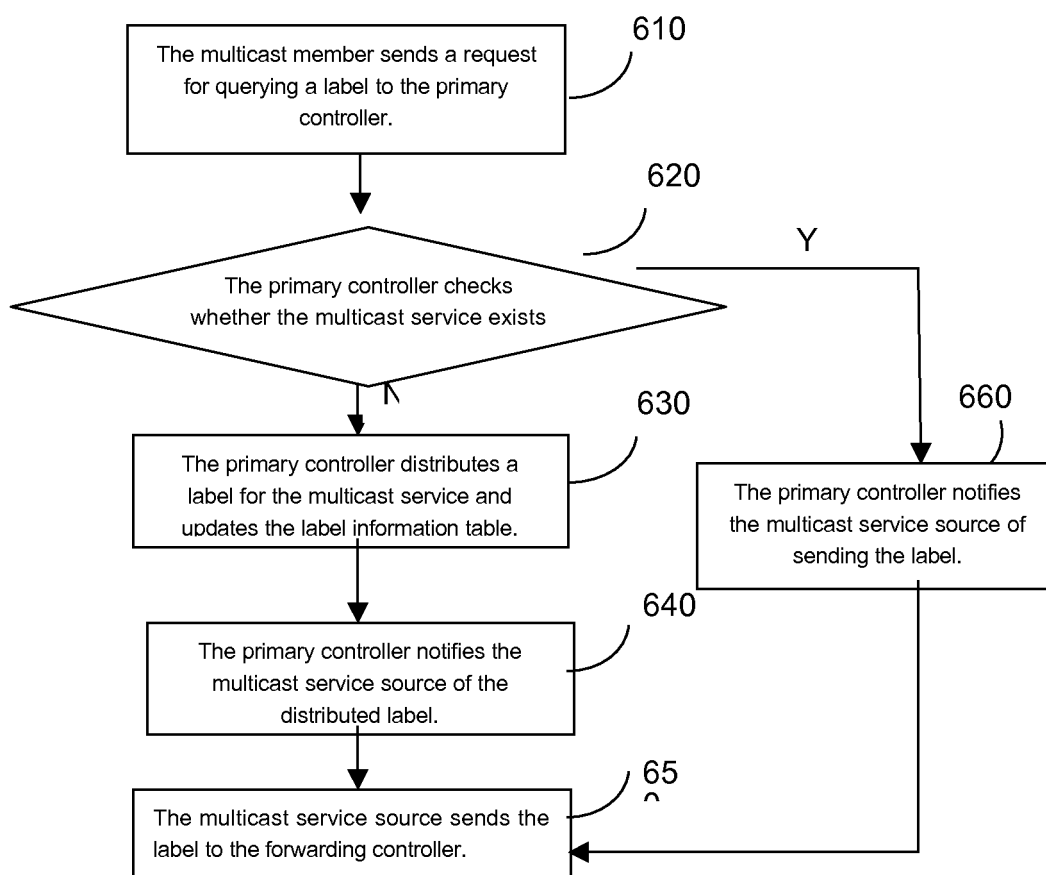 610
The multicast member sends a request
for querying a label to the primary
controller.
620
Y
The primary controller checks
whether the multicast service exists
630
660
The primary controller distributes a
label for the multicast service and
updates the label information table.
The primary controller notifies
the multicast service source of
sending the label.
640
The primary controller notifies the
multicast service source of the
distributed label.
65
The multicast service source sends the
label to the forwarding controller.